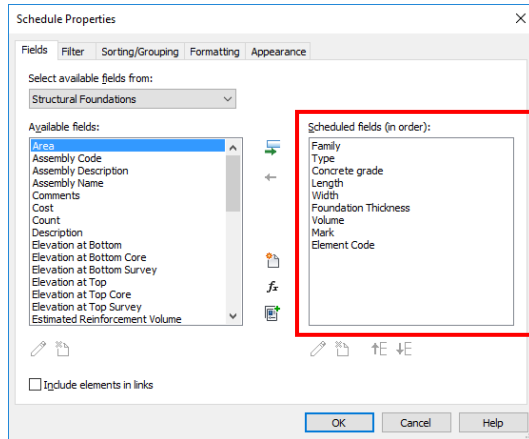 Schedule Properties
Fields Filter Sorting/Grouping Formatting Appearance
Select available fields from:
Structural Foundations
Available fields:
Area
Assembly Code
Assembly Description
Assembly Name
Comments
Cost
Count
Description
Elevation at Bottom
Elevation at Bottom Core
Elevation at Bottom Survey
Elevation at Top
Elevation at Top Core
Elevation at Top Survey
Estimated Reinforcement Volume
fx
Scheduled fields (in order):
Family
Type
Concrete grade
Length
Width
Foundation Thickness
Volume
Mark
Element Code
Include elements in links
OK Cancel Help